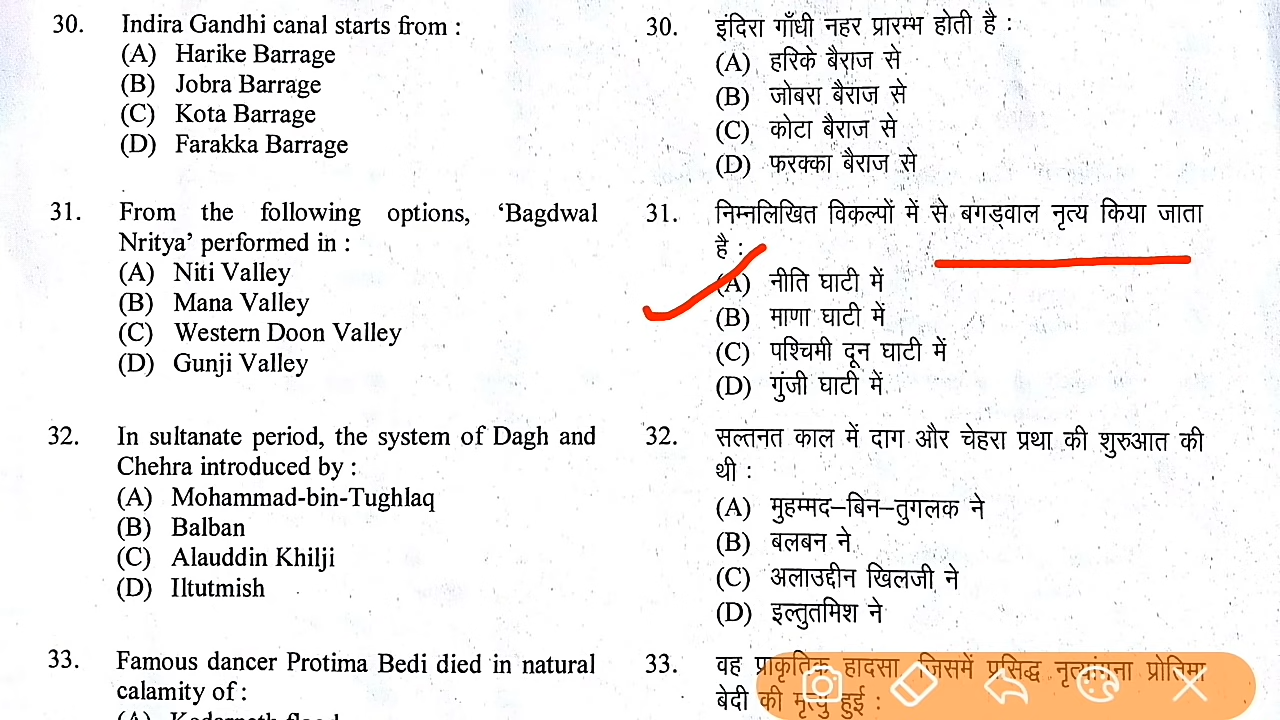 30. Indira Gandhi canal starts from :
(A) Harike Barrage
(B) Jobra Barrage
(C) Kota Barrage
(D) Farakka Barrage
31. From the following options, ‘Bagdwal
Nritya’ performed in :
(A) Niti Valley
(B) Mana Valley
(C) Western Doon Valley
(D) Gunji Valley
32. In sultanate period, the system of Dagh and
Chehra introduced by :
(A) Mohammad-bin-Tughlaq
(B) Balban
(C) Alauddin Khilji
(D) Iltutmish
33. Famous dancer Protima Bedi died in natural
calamity of :
30. इंदिरा गाँधी नहर प्रारम्भ होती है :
(A) हरिके बैराज से
(B) जोबरा बैराज से
(C) कोटा बैराज से
(D) फरक्का बैराज से
31. निम्नलिखित विकल्पों में से बगड्वाल नृत्य किया जाता
है :
(A) नीति घाटी में
(B) माणा घाटी में
(C) पश्चिमी दून घाटी में
(D) गुंजी घाटी में
32. सल्तनत काल में दाग और चेहरा प्रथा की शुरुआत की
थी :
(A) मुहम्मद–बिन–तुगलक ने
(B) बलबन ने
(C) अलाउद्दीन खिलजी ने
(D) इल्तुतमिश ने
33. वह प्राकृतिक हादसा जिसमें प्रसिद्ध नृत्यांगना प्रोतिमा
बेदी की मृत्यु हुई :